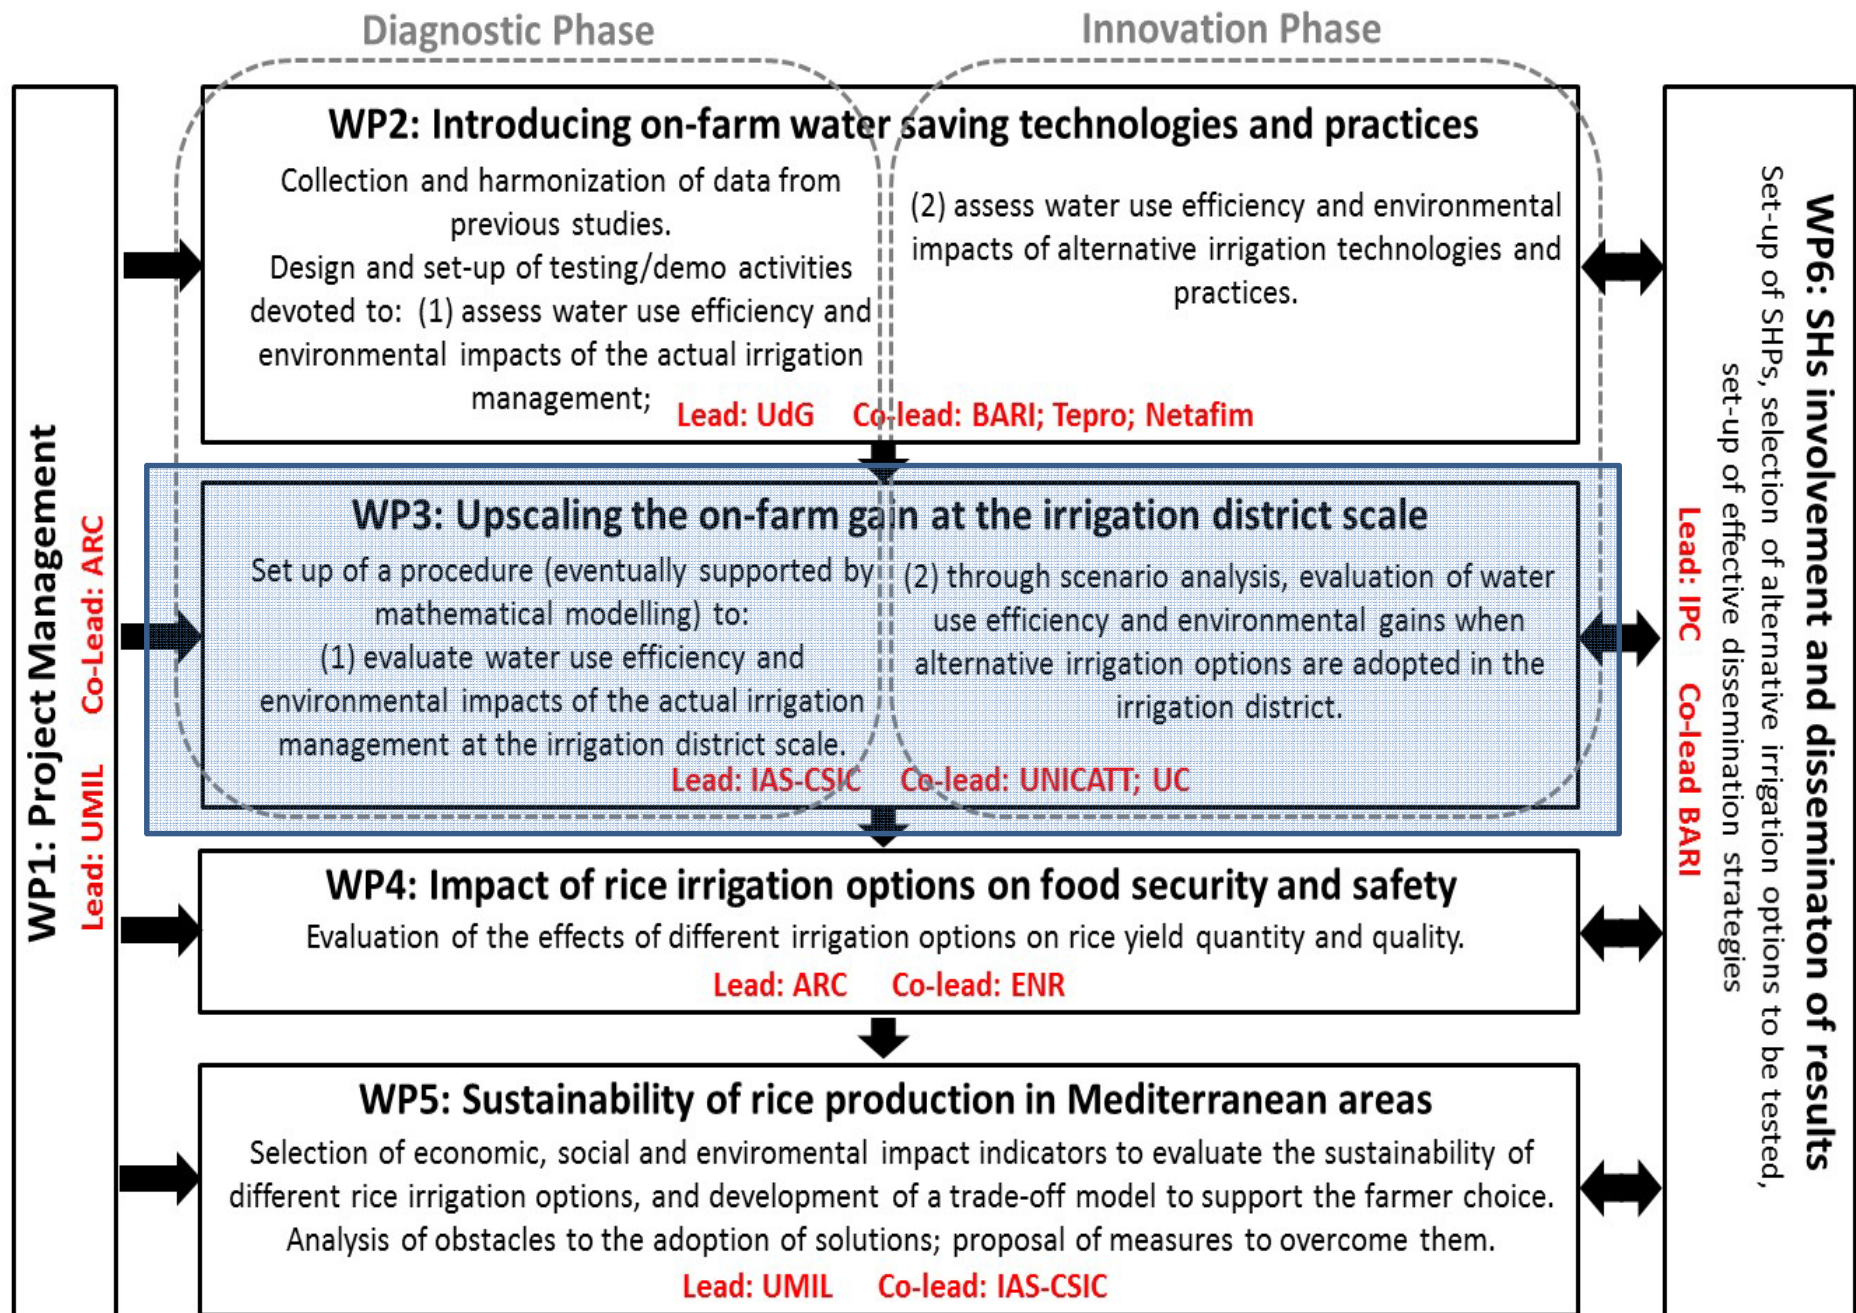 Diagnostic Phase
Innovation Phase
WP1: Project Management
Lead: UMIL Co-Lead: ARC
WP2: Introducing on-farm water saving technologies and practices
Collection and harmonization of data from
previous studies.
Design and set-up of testing/demo activities
devoted to: (1) assess water use efficiency and
environmental impacts of the actual irrigation
management;
(2) assess water use efficiency and environmental
impacts of alternative irrigation technologies and
practices.
Lead: UdG Co-lead: BARI; Tepro; Netafim
WP3: Upscaling the on-farm gain at the irrigation district scale
Set up of a procedure (eventually supported by
mathematical modelling) to:
(1) evaluate water use efficiency and
environmental impacts of the actual irrigation
management at the irrigation district scale.
(2) through scenario analysis, evaluation of water
use efficiency and environmental gains when
alternative irrigation options are adopted in the
irrigation district.
Lead: IAS-CSIC Co-lead: UNICATT; UC
WP4: Impact of rice irrigation options on food security and safety
Evaluation of the effects of different irrigation options on rice yield quantity and quality.
Lead: ARC Co-lead: ENR
WP5: Sustainability of rice production in Mediterranean areas
Selection of economic, social and enviromental impact indicators to evaluate the sustainability of
different rice irrigation options, and development of a trade-off model to support the farmer choice.
Analysis of obstacles to the adoption of solutions; proposal of measures to overcome them.
Lead: UMIL Co-lead: IAS-CSIC
WP6: SHs involvement and disseminaton of results
Set-up of SHPs, selection of alternative irrigation options to be tested,
set-up of effective dissemination strategies
Lead: IPC Co-lead BARI